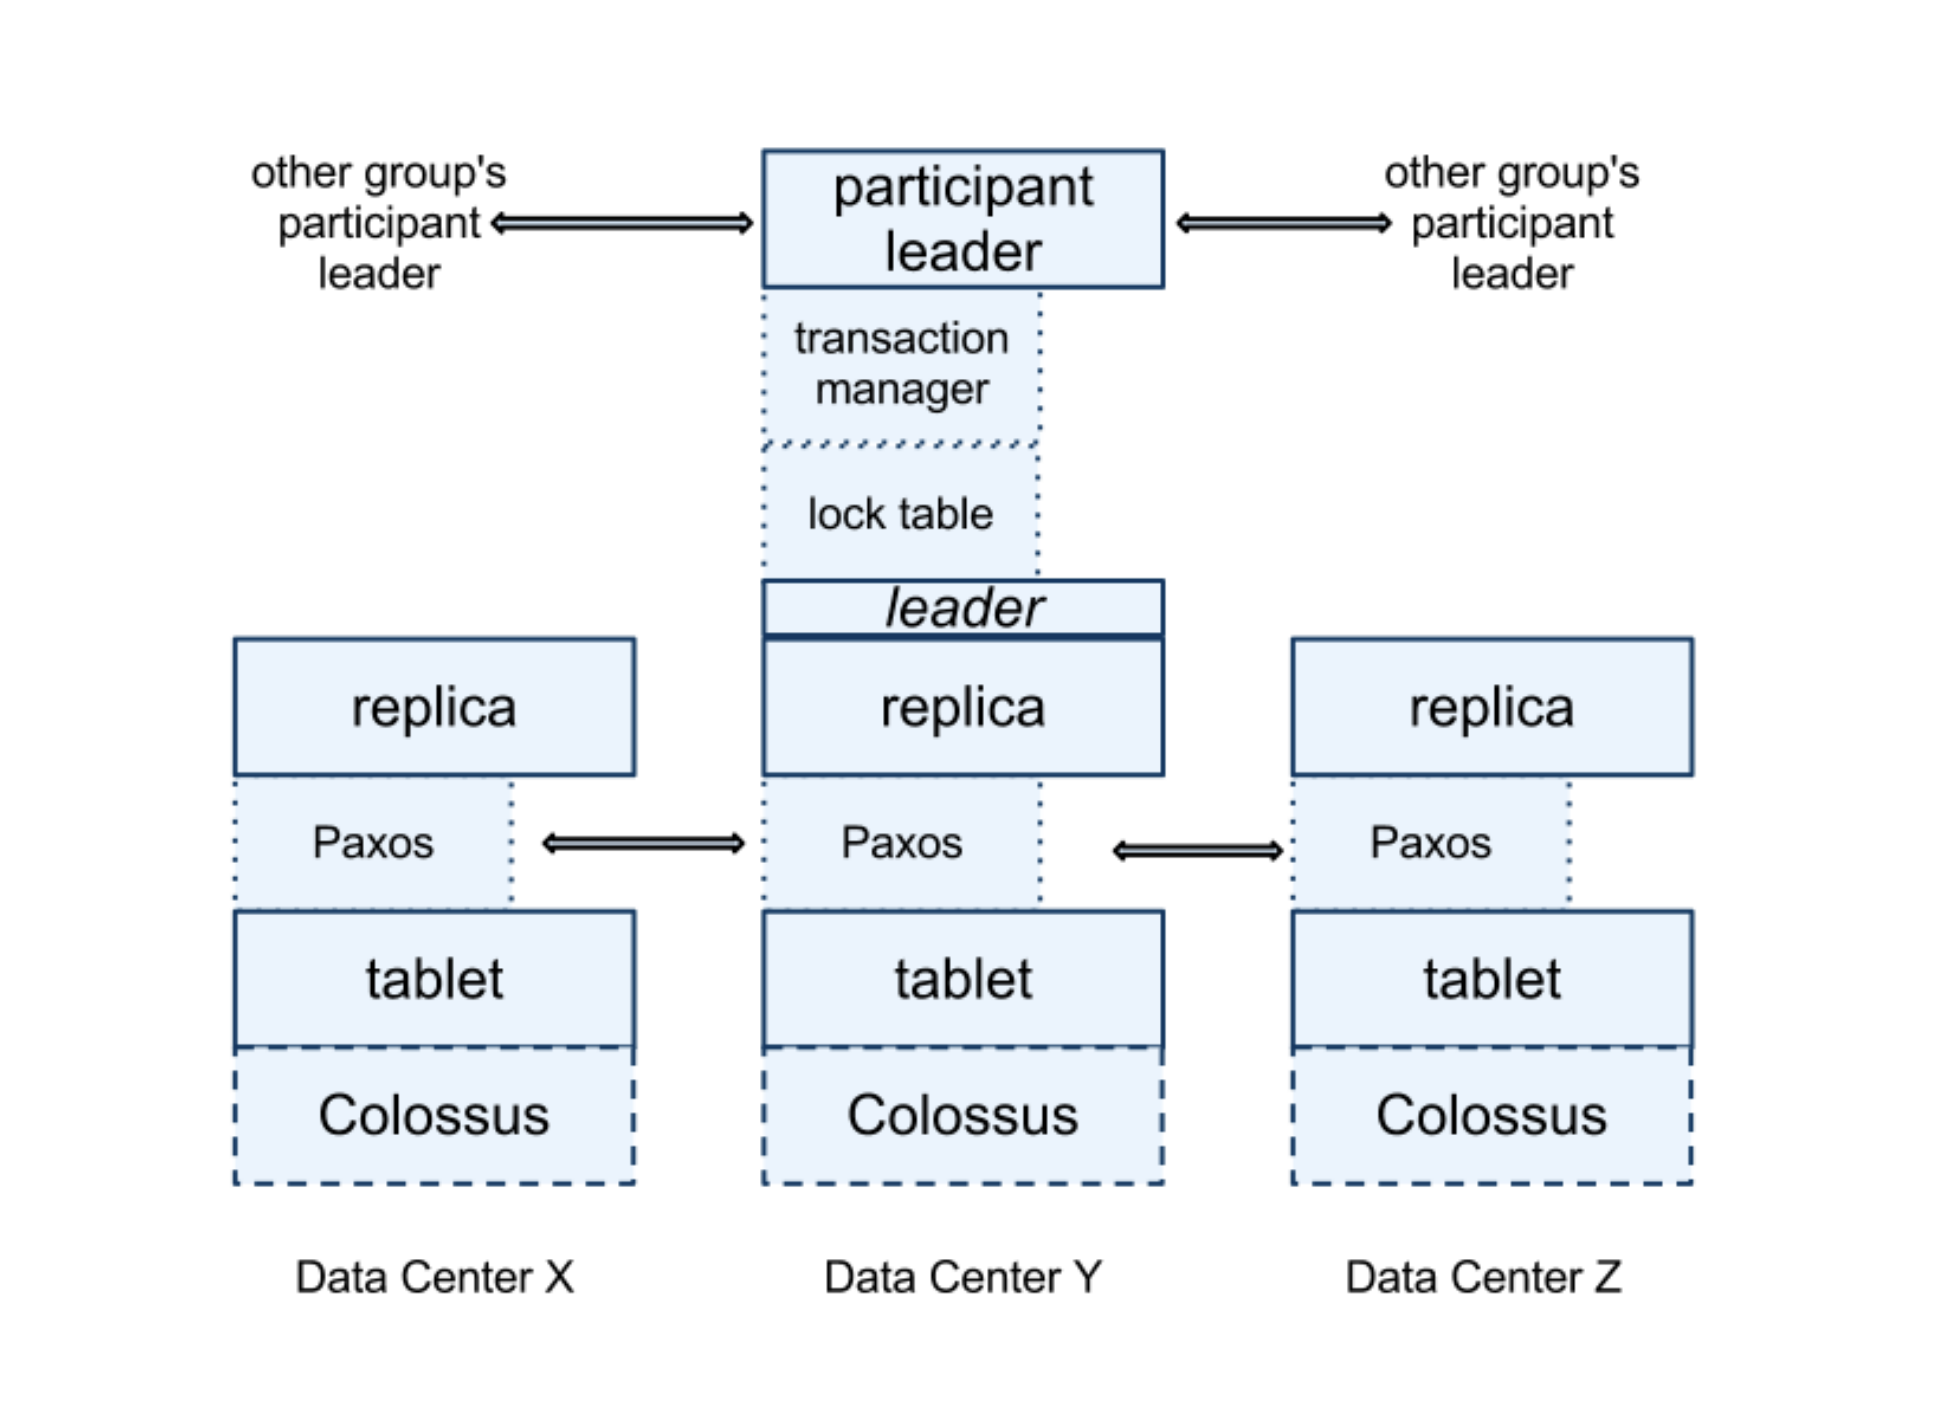 other group's
participant
leader
participant
leader
other group's
participant
leader
transaction
manager
lock table
leader
replica
replica
replica
Paxos
Paxos
Paxos
tablet
tablet
tablet
Colossus
Colossus
Colossus
Data Center X
Data Center Y
Data Center Z